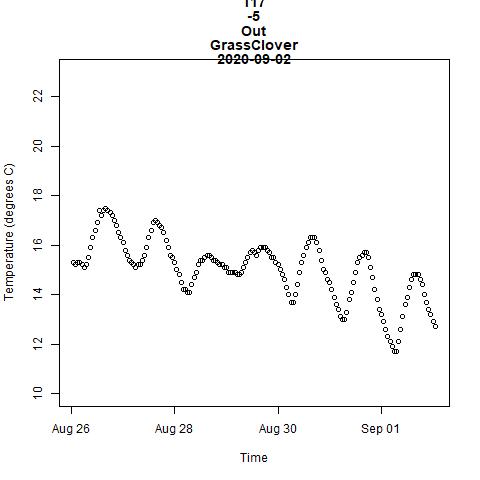 T17
-5
Out
GrassClover
2020-09-02
Temperature (degrees C)
22
20
18
16
14
12
10
Aug 26
Aug 28
Aug 30
Sep 01
Time